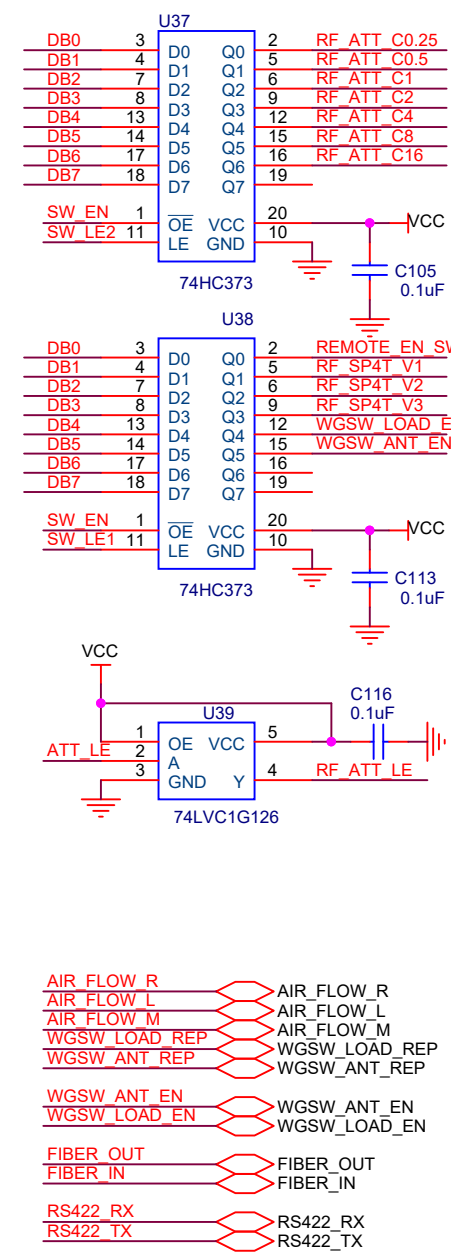 U37
DB0 3 D0 Q0 2 RF_ATT_C0.25
DB1 4 D1 Q1 5 RF_ATT_C0.5
DB2 7 D2 Q2 6 RF_ATT_C1
DB3 8 D3 Q3 9 RF_ATT_C2
DB4 13 D4 Q4 12 RF_ATT_C4
DB5 14 D5 Q5 15 RF_ATT_C8
DB6 17 D6 Q6 16 RF_ATT_C16
DB7 18 D7 Q7 19
SW_EN 1 OE VCC 20 VCC
SW_LE2 11 LE GND 10
C105
0.1uF
74HC373
U38
DB0 3 D0 Q0 2 REMOTE_EN_SW
DB1 4 D1 Q1 5 RF_SP4T_V1
DB2 7 D2 Q2 6 RF_SP4T_V2
DB3 8 D3 Q3 9 RF_SP4T_V3
DB4 13 D4 Q4 12 WGSW_LOAD_E
DB5 14 D5 Q5 15 WGSW_ANT_EN
DB6 17 D6 Q6 16
DB7 18 D7 Q7 19
SW_EN 1 OE VCC 20 VCC
SW_LE1 11 LE GND 10
C113
0.1uF
74HC373
VCC
C116
0.1uF
U39
1 OE VCC 5
ATT_LE 2 A
3 GND Y 4 RF_ATT_LE
74LVC1G126
AIR_FLOW_R AIR_FLOW_R
AIR_FLOW_L AIR_FLOW_L
AIR_FLOW_M AIR_FLOW_M
WGSW_LOAD_REP WGSW_LOAD_REP
WGSW_ANT_REP WGSW_ANT_REP
WGSW_ANT_EN WGSW_ANT_EN
WGSW_LOAD_EN WGSW_LOAD_EN
FIBER_OUT FIBER_OUT
FIBER_IN FIBER_IN
RS422_RX RS422_RX
RS422_TX RS422_TX